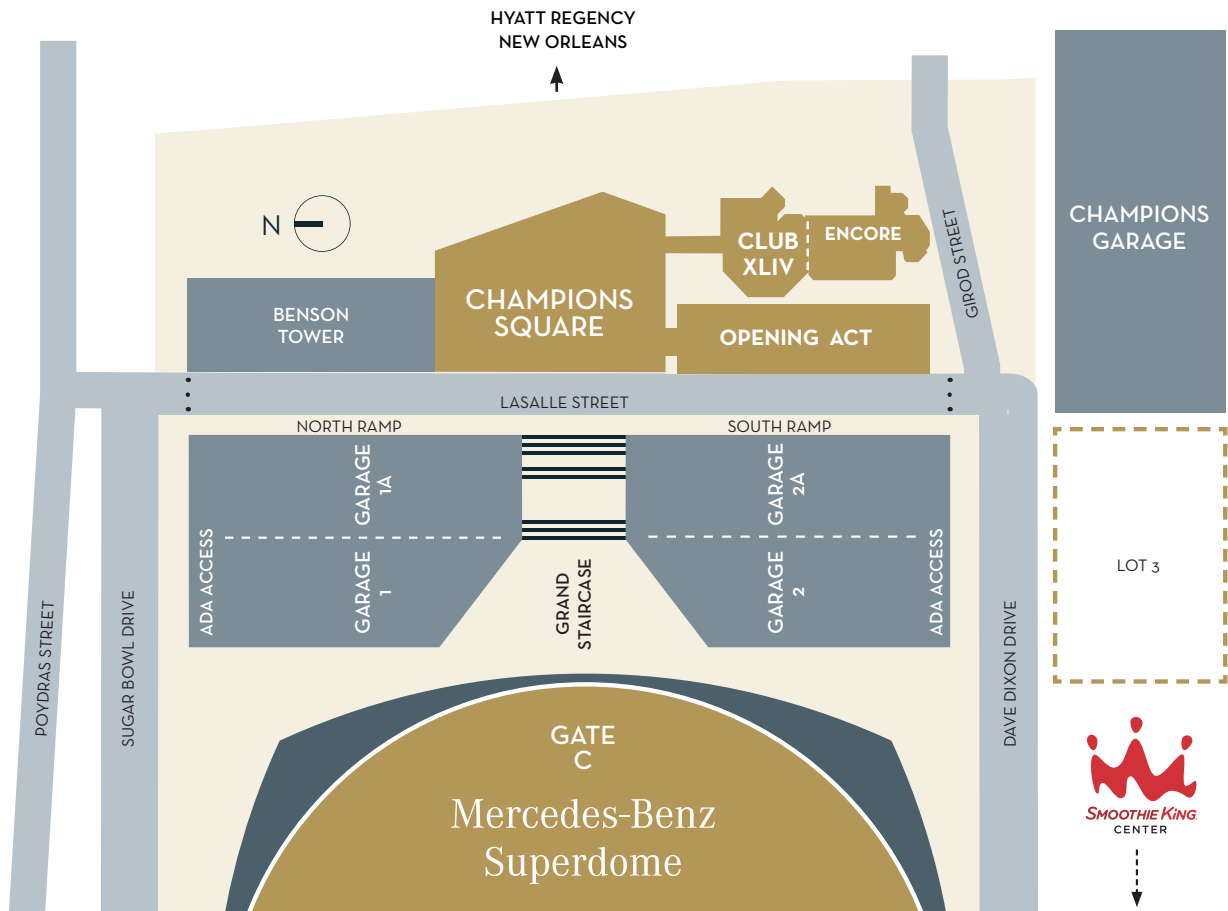 HYATT REGENCY
NEW ORLEANS
N
BENSON
TOWER
CHAMPIONS
SQUARE
CLUB
XLIV
ENCORE
OPENING ACT
GIROD STREET
CHAMPIONS
GARAGE
LASALLE STREET
NORTH RAMP
SOUTH RAMP
GARAGE
1A
GARAGE
2A
ADA ACCESS
GARAGE
1
GRAND
STAIRCASE
GARAGE
2
ADA ACCESS
LOT 3
POYDRAS STREET
SUGAR BOWL DRIVE
DAVE DIXON DRIVE
GATE
C
Mercedes-Benz
Superdome
SMOOTHIE KING
CENTER